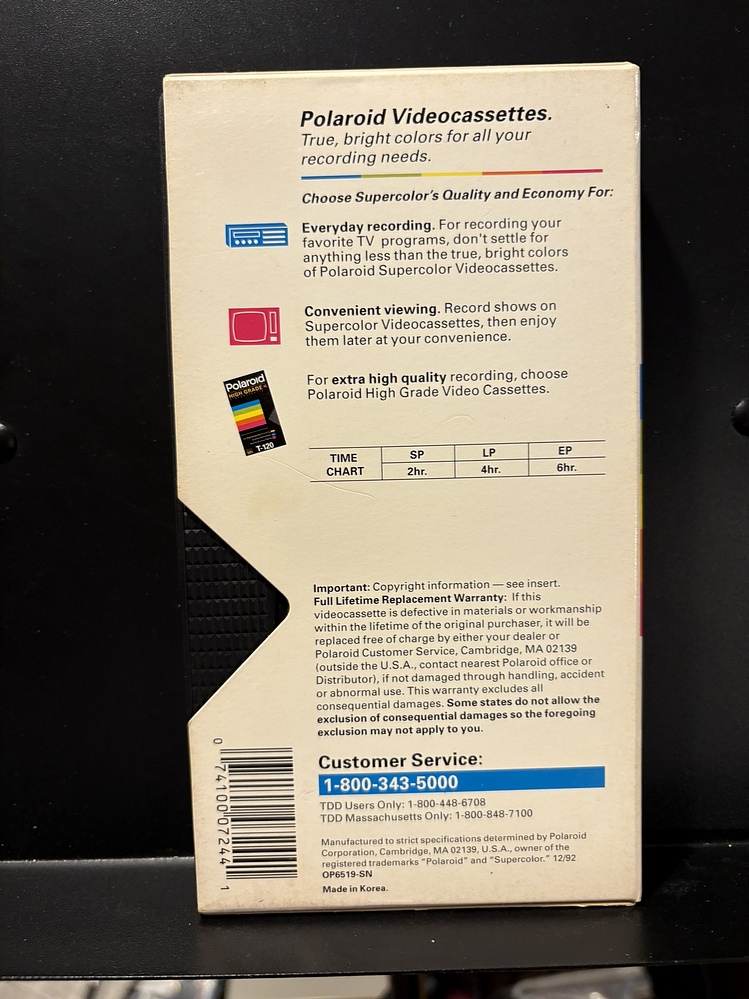 Polaroid Videocassettes.
True, bright colors for all your
recording needs.
Choose Supercolor's Quality and Economy For:
Everyday recording. For recording your
favorite TV programs, don't settle for
anything less than the true, bright colors
of Polaroid Supercolor Videocassettes.
Convenient viewing. Record shows on
Supercolor Videocassettes, then enjoy
them later at your convenience.
Polaroid
HIGH GRADE
T-120
For extra high quality recording, choose
Polaroid High Grade Video Cassettes.
TIME CHART SP LP EP
2hr. 4hr. 6hr.
Important: Copyright information — see insert.
Full Lifetime Replacement Warranty: If this
videocassette is defective in materials or workmanship
within the lifetime of the original purchaser, it will be
replaced free of charge by either your dealer or
Polaroid Customer Service, Cambridge, MA 02139
(outside the U.S.A., contact nearest Polaroid office or
Distributor), if not damaged through handling, accident
or abnormal use. This warranty excludes all
consequential damages. Some states do not allow the
exclusion of consequential damages so the foregoing
exclusion may not apply to you.
Customer Service:
1-800-343-5000
TDD Users Only: 1-800-448-6708
TDD Massachusetts Only: 1-800-848-7100
Manufactured to strict specifications determined by Polaroid
Corporation, Cambridge, MA 02139, U.S.A., owner of the
registered trademarks "Polaroid" and "Supercolor." 12/92
OP6519-SN
Made in Korea.
0 74100 07244 1